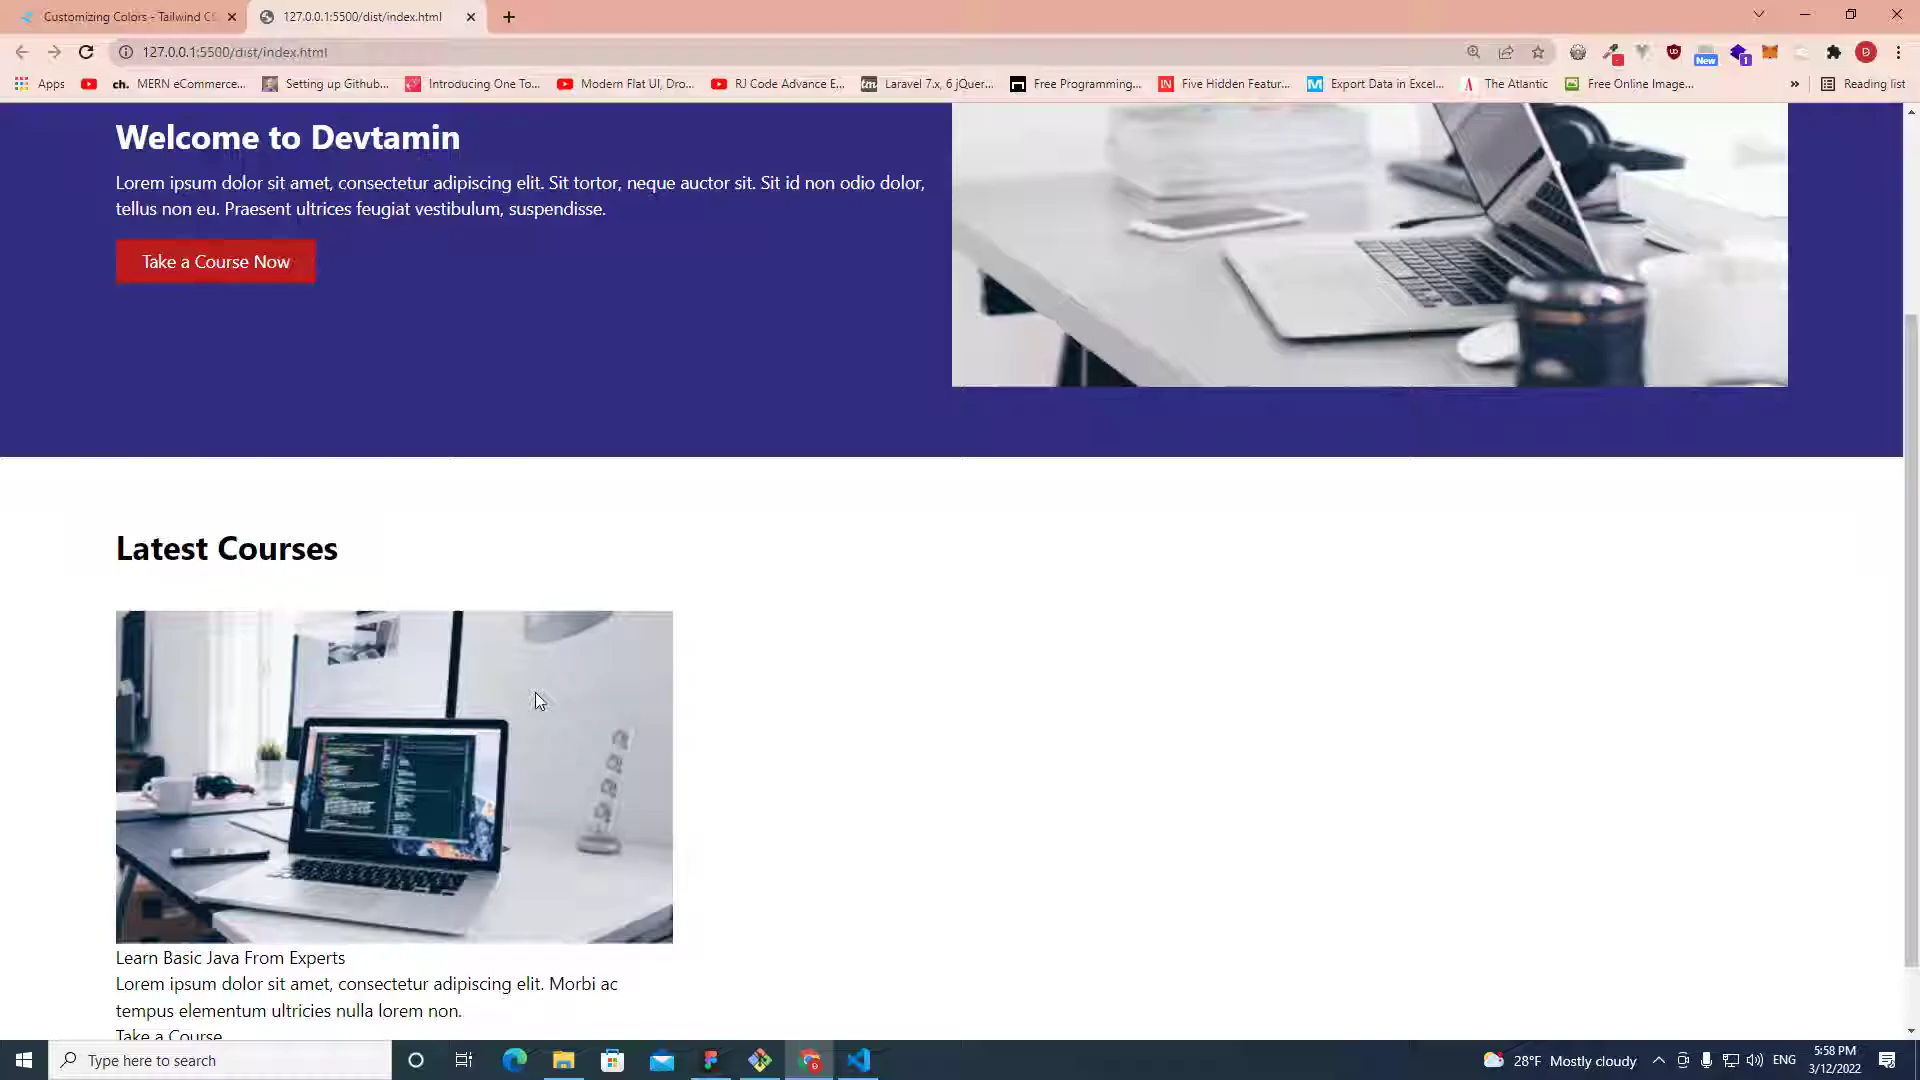 Customizing Colors - Tailwind CS
127.0.0.1:5500/dist/index.html
127.0.0.1:5500/dist/index.html
New
1
D
Apps
ch. MERN eCommerce...
Setting up Github...
Introducing One To...
Modern Flat UI, Dro...
RJ Code Advance E...
Laravel 7.x, 6 jQuer...
Free Programming...
Five Hidden Featur...
Export Data in Excel...
The Atlantic
Free Online Image...
»
Reading list
Welcome to Devtamin
Lorem ipsum dolor sit amet, consectetur adipiscing elit. Sit tortor, neque auctor sit. Sit id non odio dolor,
tellus non eu. Praesent ultrices feugiat vestibulum, suspendisse.
Take a Course Now
Latest Courses
Learn Basic Java From Experts
Lorem ipsum dolor sit amet, consectetur adipiscing elit. Morbi ac
tempus elementum ultricies nulla lorem non.
Take a Course
Type here to search
28°F Mostly cloudy
ENG
5:58 PM
3/12/2022